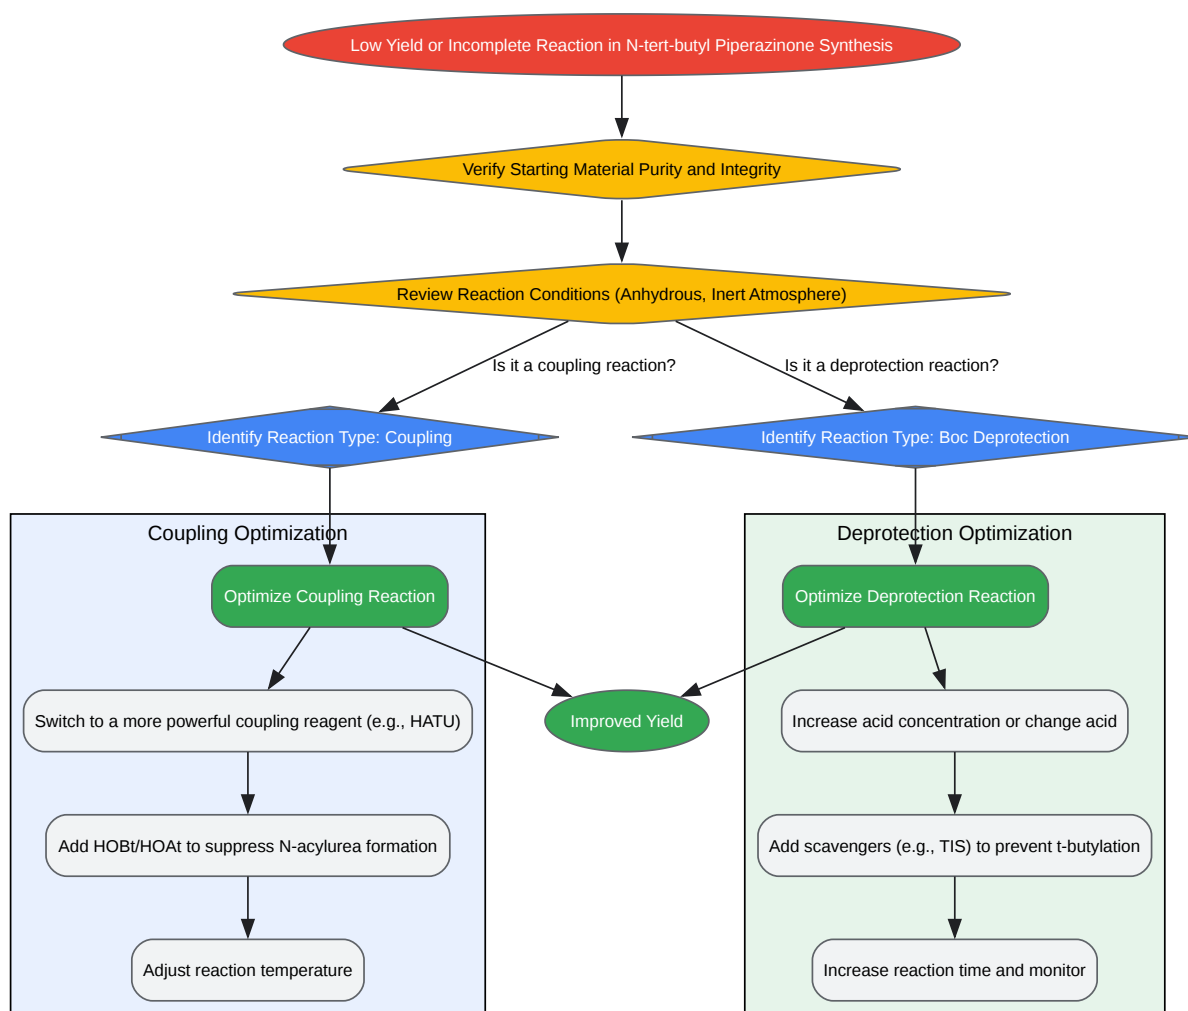 Low Yield or Incomplete Reaction in N-tert-butyl Piperazinone Synthesis
Verify Starting Material Purity and Integrity
Review Reaction Conditions (Anhydrous, Inert Atmosphere)
Is it a coupling reaction?
Is it a deprotection reaction?
Identify Reaction Type: Coupling
Identify Reaction Type: Boc Deprotection
Coupling Optimization
Deprotection Optimization
Optimize Coupling Reaction
Optimize Deprotection Reaction
Switch to a more powerful coupling reagent (e.g., HATU)
Improved Yield
Increase acid concentration or change acid
Add HOBt/HOAt to suppress N-acylurea formation
Add scavengers (e.g., TIS) to prevent t-butylation
Adjust reaction temperature
Increase reaction time and monitor